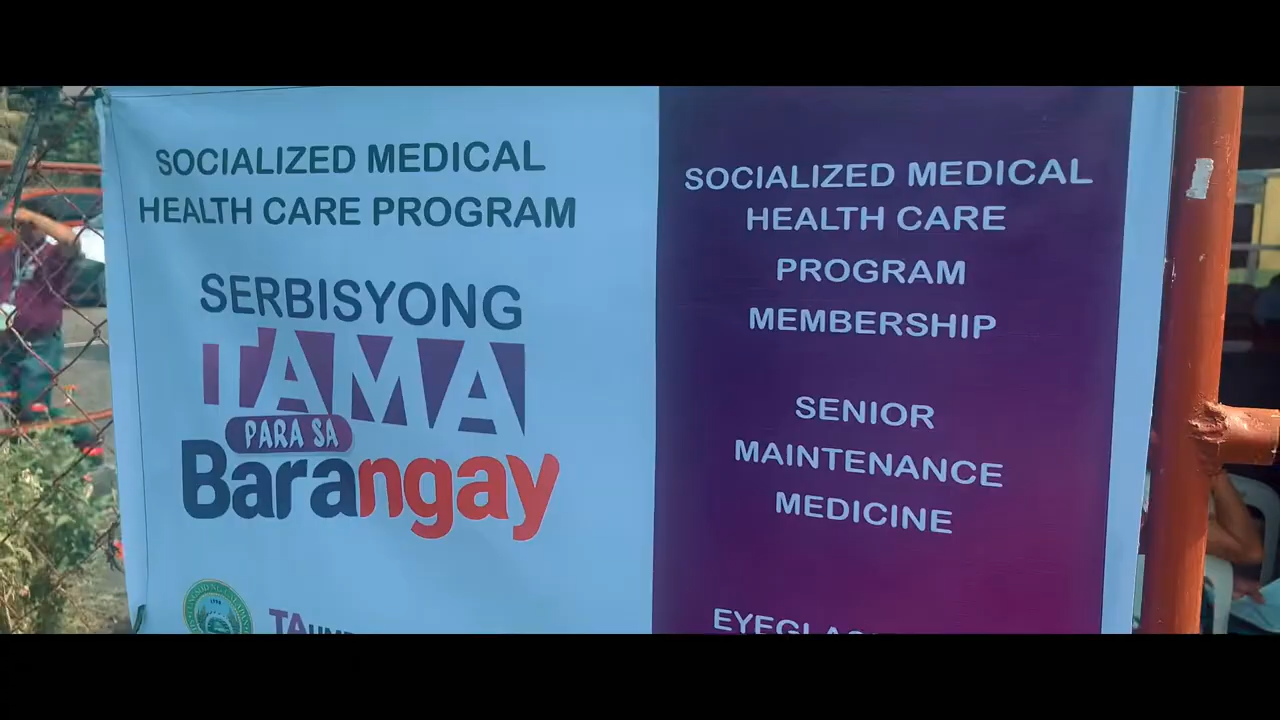 SOCIALIZED MEDICAL
HEALTH CARE PROGRAM
SERBISYONG
TAMA
PARA SA
Barangay
SOCIALIZED MEDICAL
HEALTH CARE
PROGRAM
MEMBERSHIP
SENIOR
MAINTENANCE
MEDICINE